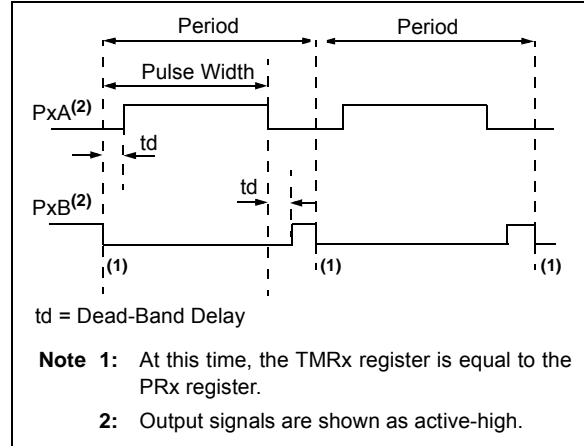 Period Period
Pulse Width
PxA(2)
td
td
PxB(2)
(1) (1) (1)
td = Dead-Band Delay
Note 1: At this time, the TMRx register is equal to the
PRx register.
2: Output signals are shown as active-high.